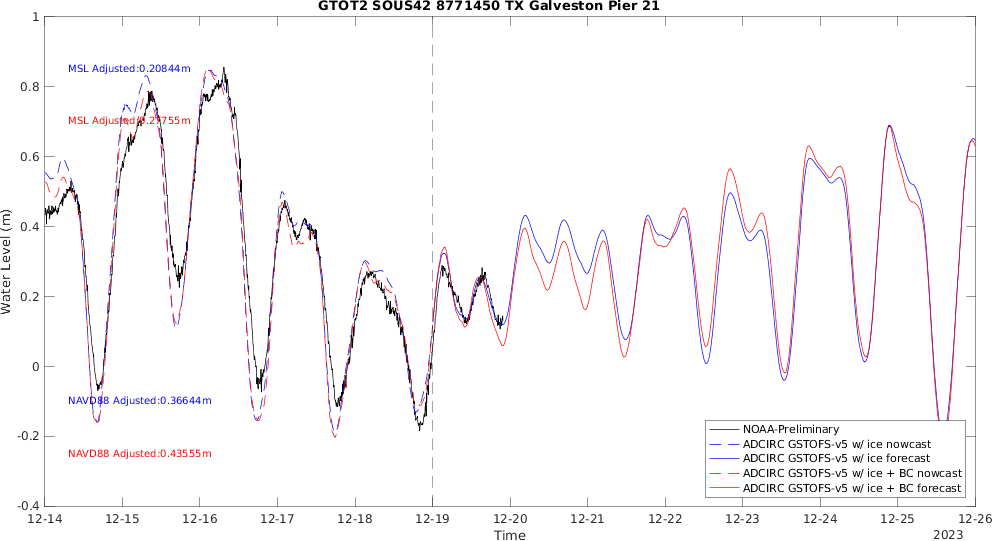 GTOT2 SOUS42 8771450 TX Galveston Pier 21
1
0.8
0.6
0.4
0.2
0
-0.2
-0.4
Water Level (m)
MSL Adjusted:0.20844m
MSL Adjusted:0.27755m
NAVD88 Adjusted:0.36644m
NAVD88 Adjusted:0.43555m
NOAA-Preliminary
ADCIRC GSTOFS-v5 w/ ice nowcast
ADCIRC GSTOFS-v5 w/ ice forecast
ADCIRC GSTOFS-v5 w/ ice + BC nowcast
ADCIRC GSTOFS-v5 w/ ice + BC forecast
12-14 12-15 12-16 12-17 12-18 12-19 12-20 12-21 12-22 12-23 12-24 12-25 12-26
Time
2023